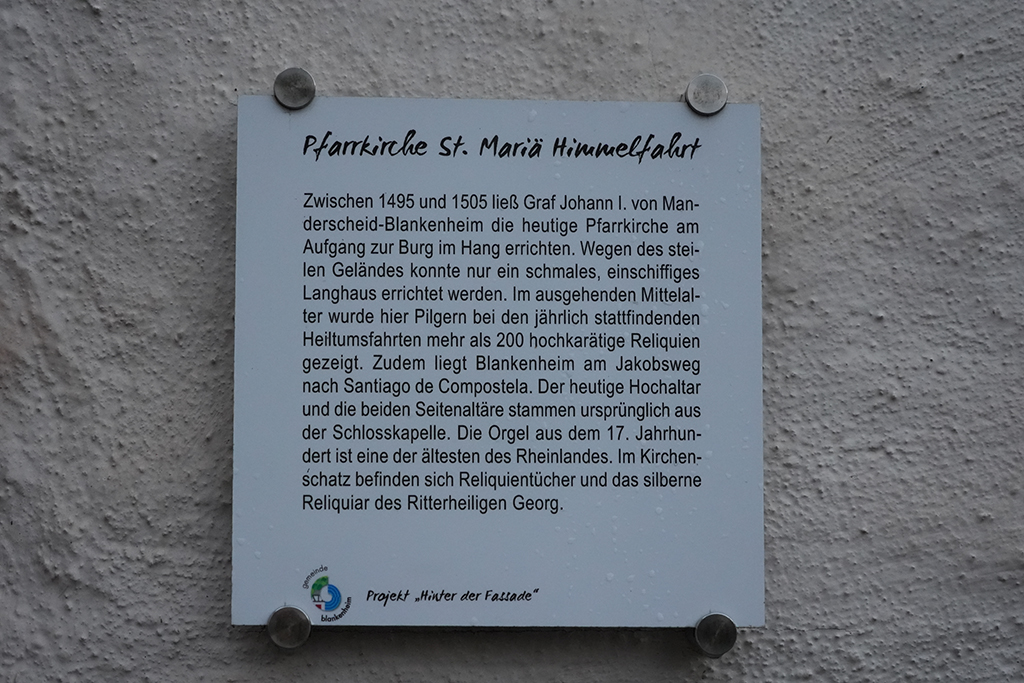 Pfarrkirche St. Mariä Himmelfahrt
Zwischen 1495 und 1505 ließ Graf Johann I. von Man-
derscheid-Blankenheim die heutige Pfarrkirche am
Aufgang zur Burg im Hang errichten. Wegen des stei-
len Geländes konnte nur ein schmales, einschiffiges
Langhaus errichtet werden. Im ausgehenden Mittelal-
ter wurde hier Pilgern bei den jährlich stattfindenden
Heiltumsfahrten mehr als 200 hochkarätige Reliquien
gezeigt. Zudem liegt Blankenheim am Jakobsweg
nach Santiago de Compostela. Der heutige Hochaltar
und die beiden Seitenaltäre stammen ursprünglich aus
der Schlosskapelle. Die Orgel aus dem 17. Jahrhun-
dert ist eine der ältesten des Rheinlandes. Im Kirchen-
schatz befinden sich Reliquientücher und das silberne
Reliquiar des Ritterheiligen Georg.
gemeinde
blankenheim
Projekt „Hinter der Fassade“